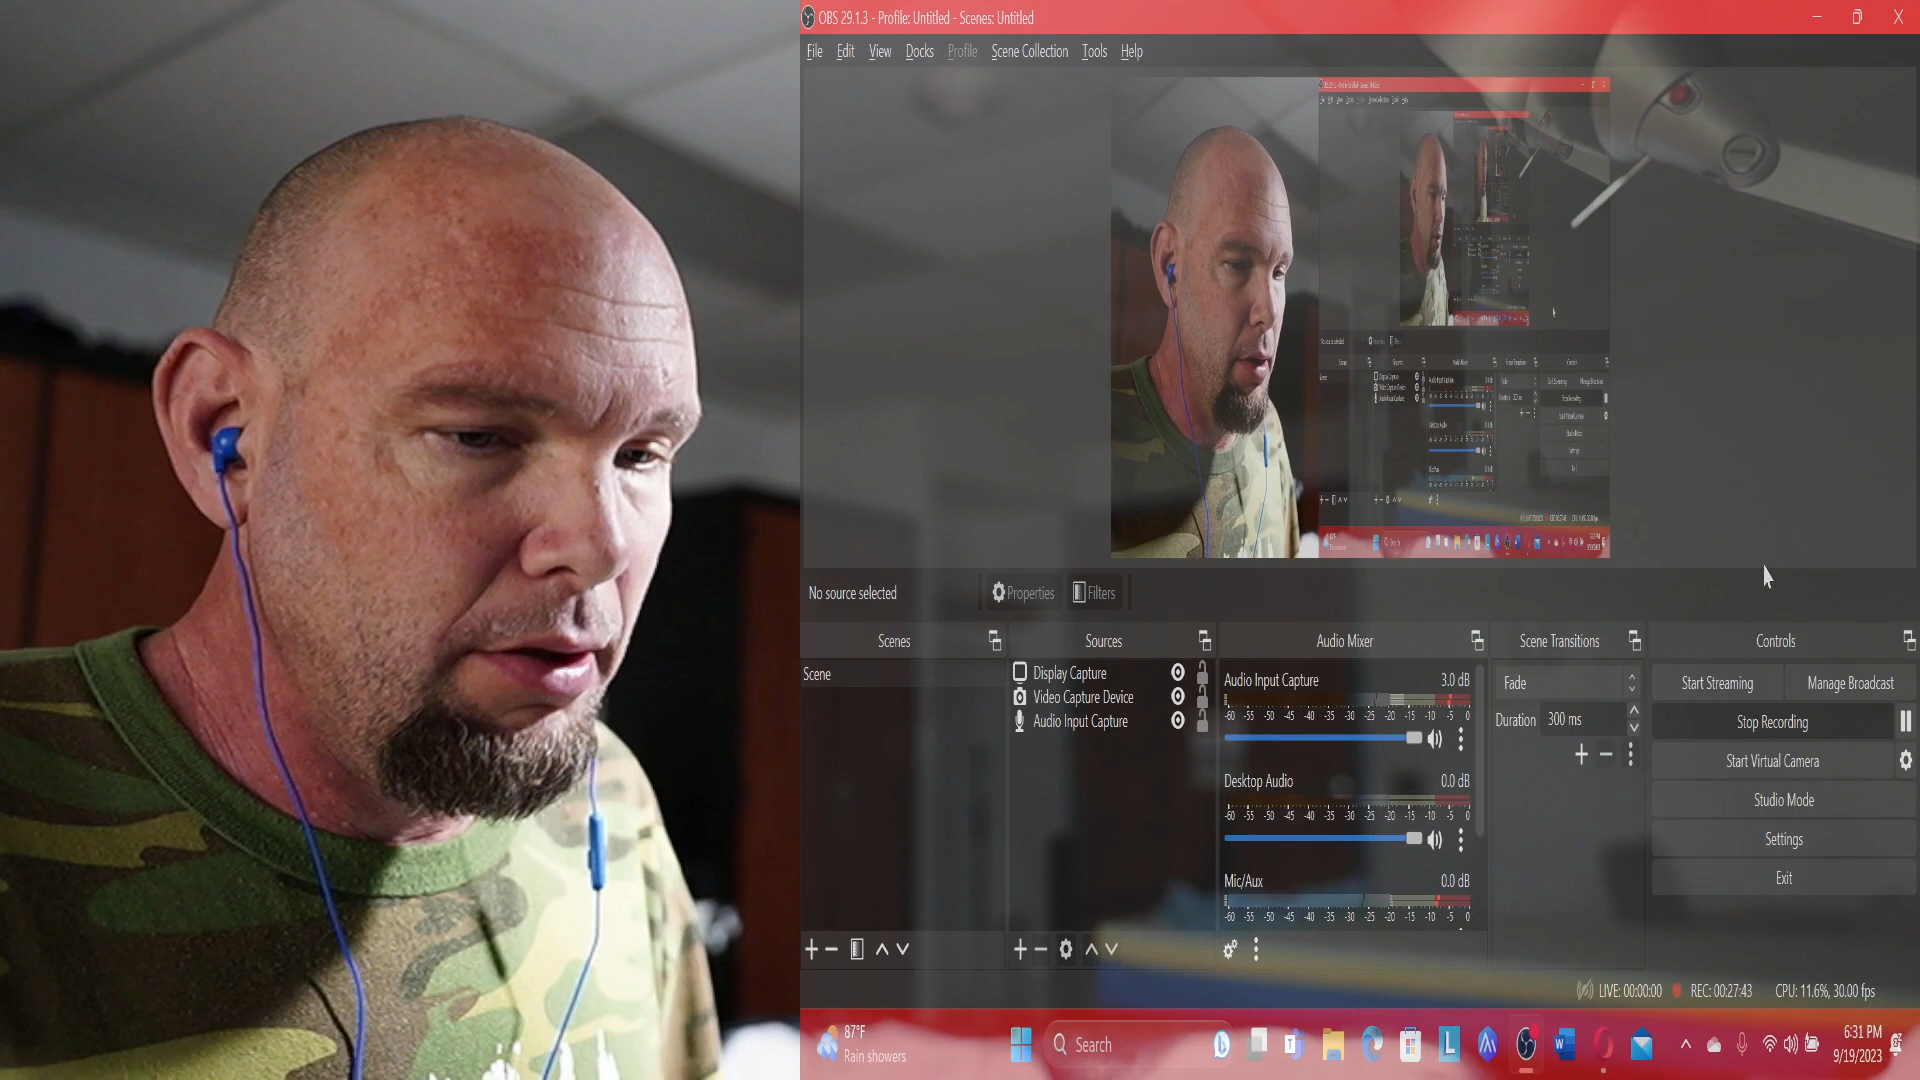 OBS 29.1.3 - Profile: Untitled - Scenes: Untitled
File Edit View Docks Profile Scene Collection Tools Help
No source selected Properties Filters
Scenes Sources Audio Mixer Scene Transitions Controls
Scene
Display Capture
Video Capture Device
Audio Input Capture
Audio Input Capture 3.0 dB
-60 -55 -50 -45 -40 -35 -30 -25 -20 -15 -10 -5 0
Desktop Audio 0.0 dB
-60 -55 -50 -45 -40 -35 -30 -25 -20 -15 -10 -5 0
Mic/Aux 0.0 dB
-60 -55 -50 -45 -40 -35 -30 -25 -20 -15 -10 -5 0
Fade
Duration 300 ms
Start Streaming Manage Broadcast
Stop Recording
Start Virtual Camera
Studio Mode
Settings
Exit
LIVE: 00:00:00 REC: 00:27:43 CPU: 11.6%, 30.00 fps
87°F
Rain showers
Search
6:31 PM
9/19/2023